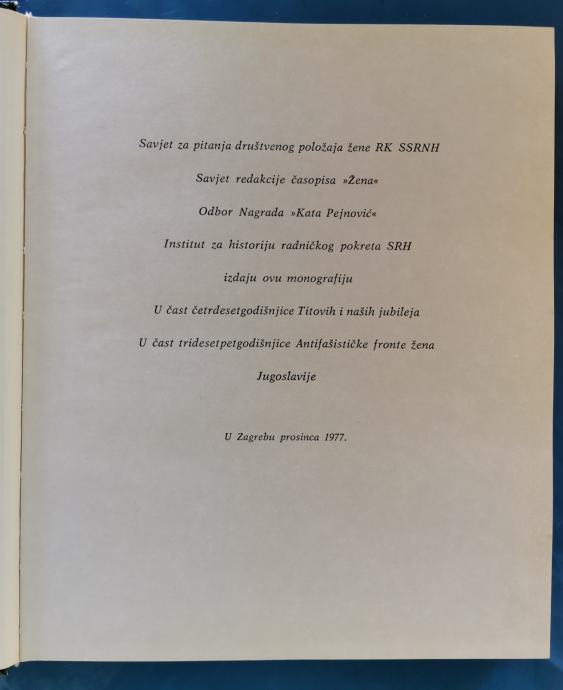 Savjet za pitanja društvenog položaja žene RK SSRNH
Savjet redakcije časopisa »Žena«
Odbor Nagrada »Kata Pejnović«
Institut za historiju radničkog pokreta SRH
izdaju ovu monografiju
U čast četrdesetgodišnjice Titovih i naših jubileja
U čast tridesetpetgodišnjice Antifašističke fronte žena
Jugoslavije
U Zagrebu prosinca 1977.